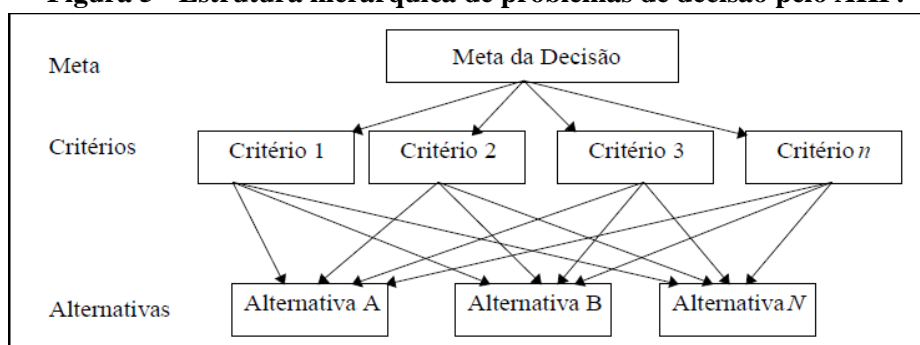 Figura 3 - Estrutura hierárquica de problemas de decisão pelo AHP.
Meta
Meta da Decisão
Critérios
Critério 1
Critério 2
Critério 3
Critério n
Alternativas
Alternativa A
Alternativa B
Alternativa N